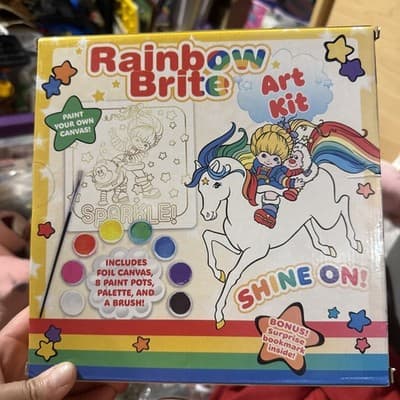 Rainbow
Brite
Art
Kit
PAINT
YOUR OWN
CANVAS!
SPARKLE!
INCLUDES
FOIL CANVAS,
8 PAINT POTS,
PALETTE, AND
A BRUSH!
SHINE ON!
BONUS!
Surprise
bookmark
inside!